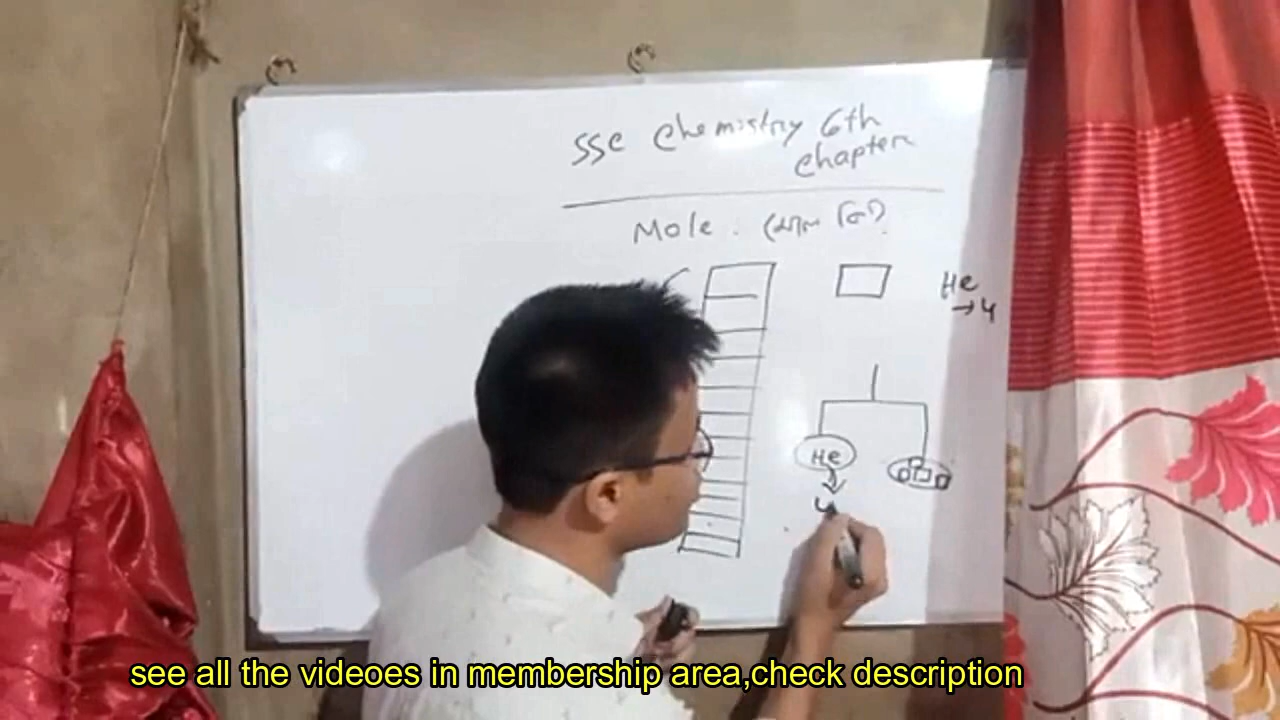 SSC Chemistry 6th
Chapter
Mole. (মোল কি?)
He
→ 4
He
4
see all the videoes in membership area,check description